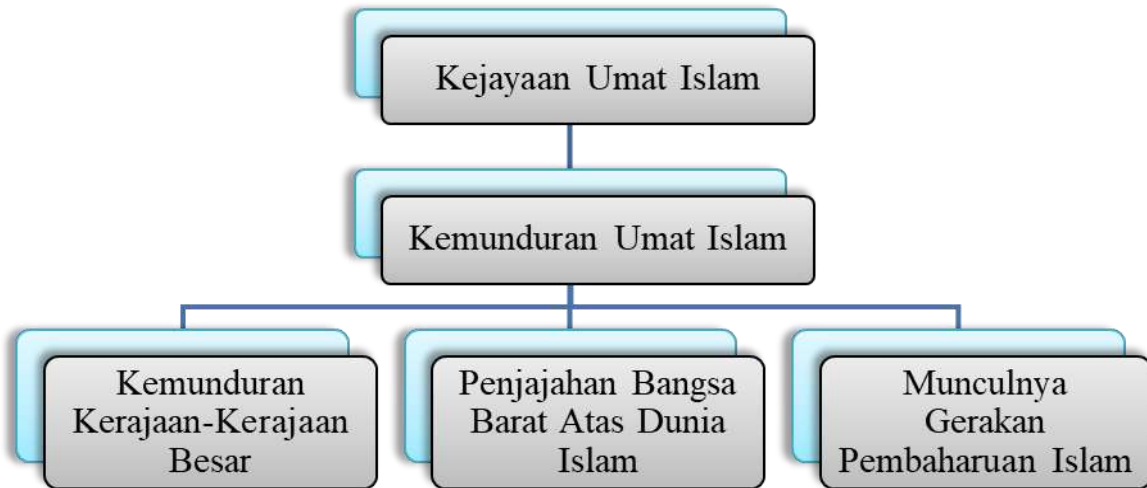 Kejayaan Umat Islam
Kemunduran Umat Islam
Kemunduran
Kerajaan-Kerajaan
Besar
Penjajahan Bangsa
Barat Atas Dunia
Islam
Munculnya
Gerakan
Pembaharuan Islam